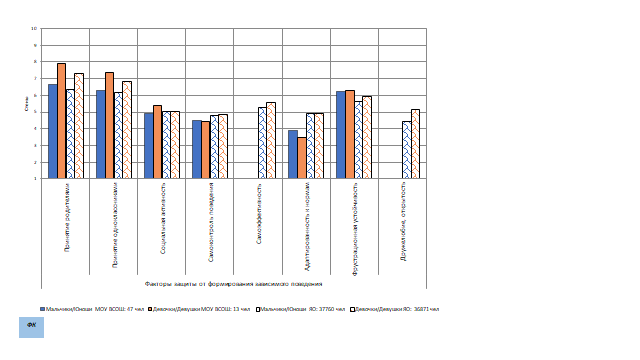 10
9
8
7
6
5
4
3
2
1
Стены
Принятие родителями
Принятие одноклассниками
Социальная активность
Самоконтроль поведения
Самоэффективность
Адаптированность к нормам
Фрустрационная устойчивость
Дружелюбие, открытость
Факторы защиты от формирования зависимого поведения
Мальчики/Юноши МОУ ВСОШ: 47 чел Девочки/Девушки МОУ ВСОШ: 13 чел Мальчики/Юноши ЯО: 37760 чел Девочки/Девушки ЯО: 36871чел
ФК